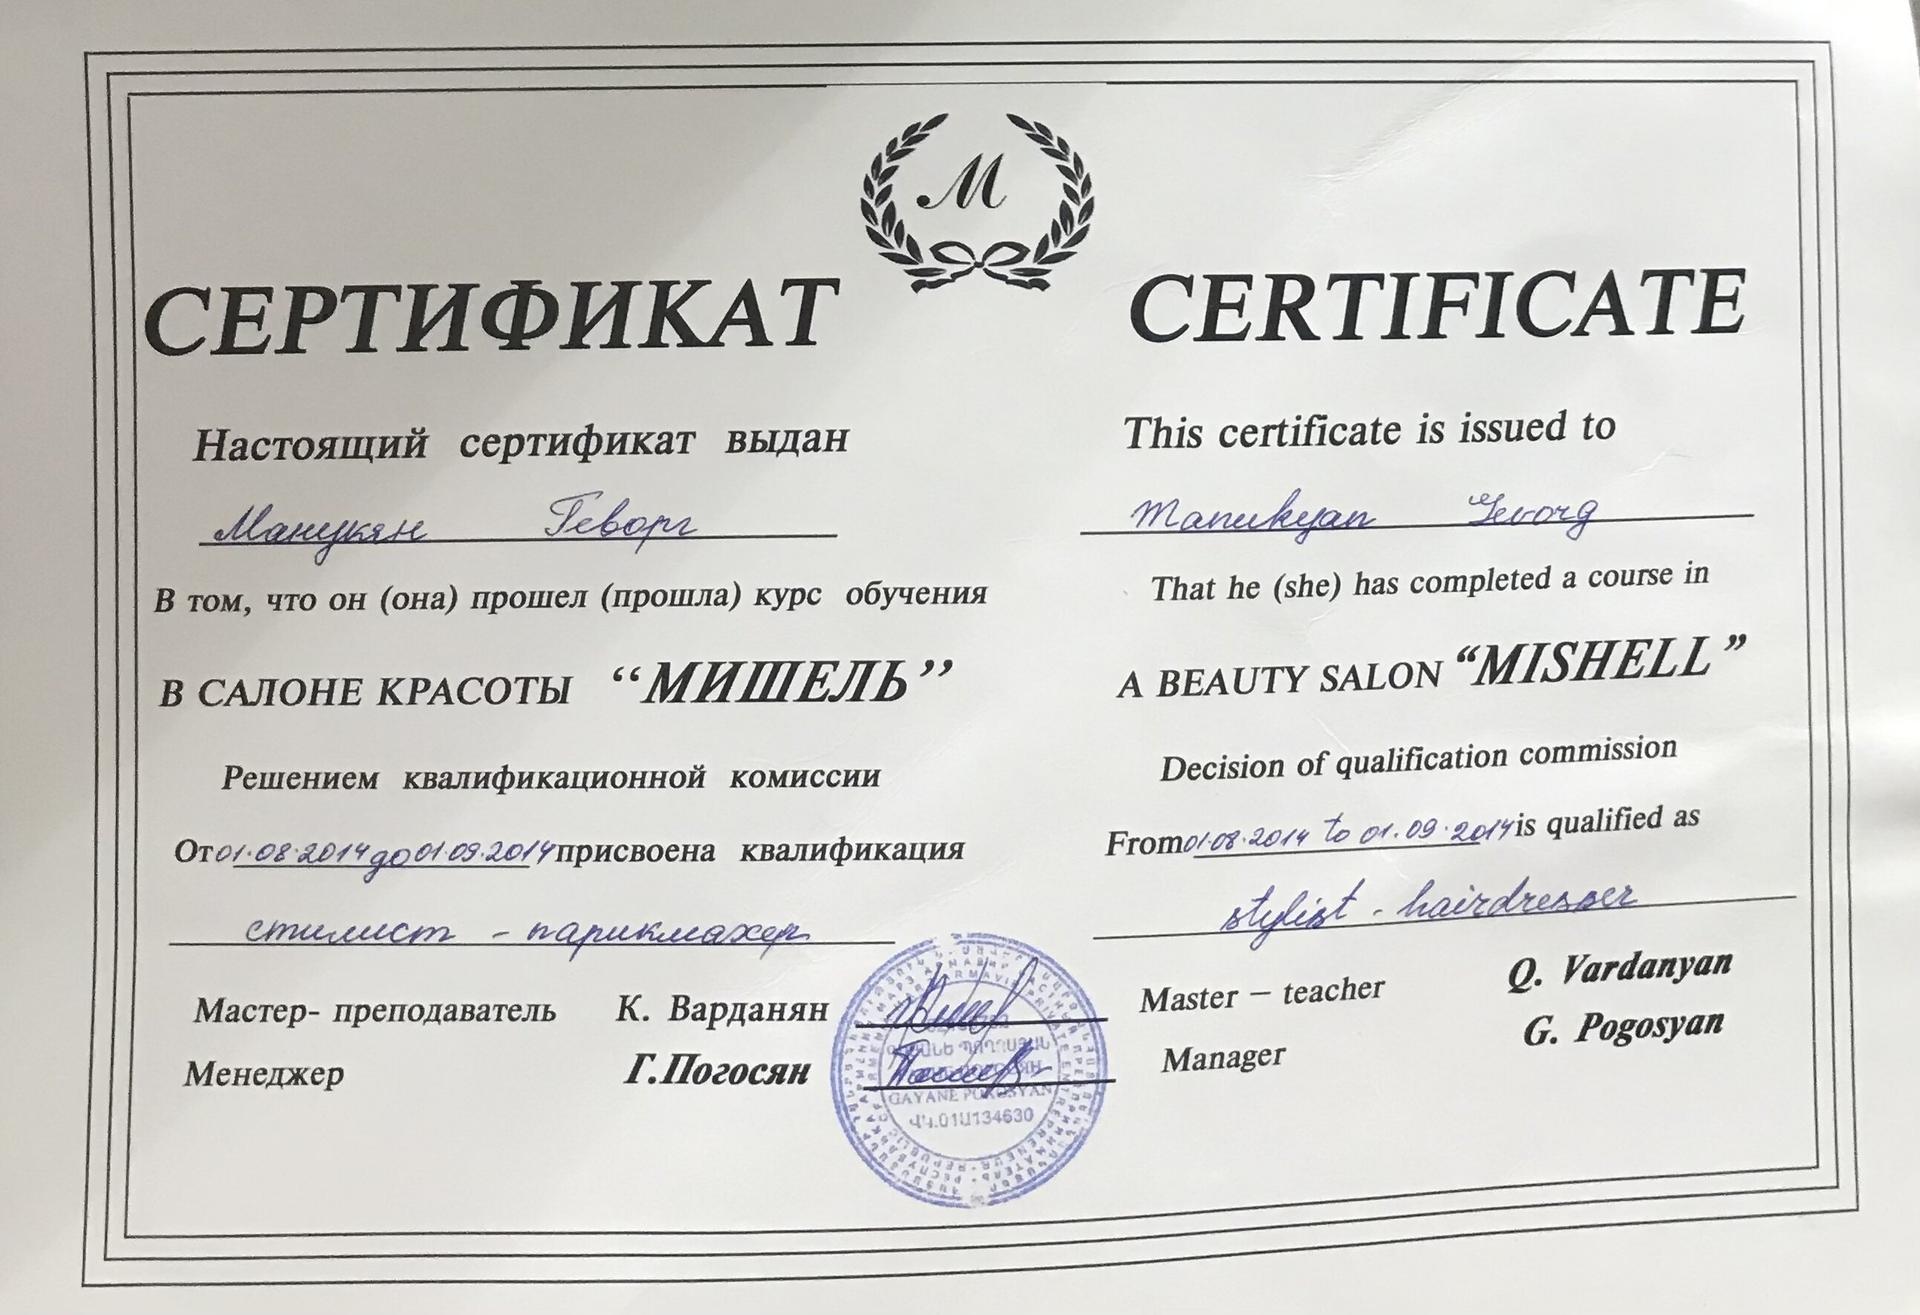 M
СЕРТИФИКАТ
Настоящий сертификат выдан
Манукян Геворг
В том, что он (она) прошел (прошла) курс обучения
В САЛОНЕ КРАСОТЫ “МИШЕЛЬ”
Решением квалификационной комиссии
От 01.08.2014 до 01.09.2014 присвоена квалификация
стилист - парикмахер
Мастер- преподаватель К. Варданян
Менеджер Г.Погосян
CERTIFICATE
This certificate is issued to
Manukyan Gevorg
That he (she) has completed a course in
A BEAUTY SALON “MISHELL”
Decision of qualification commission
From 01.08.2014 to 01.09.2014 is qualified as
stylist - hairdresser
Master – teacher Q. Vardanyan
Manager G. Pogosyan
GAYANE POGOSYAN
ՎԿ.01Ա134630